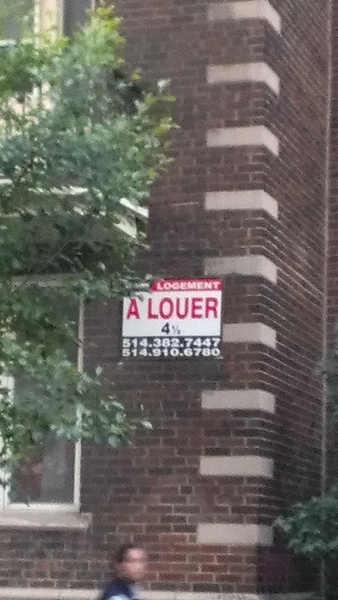 LOGEMENT
À LOUER
4½
514.382.7447
514.910.6780